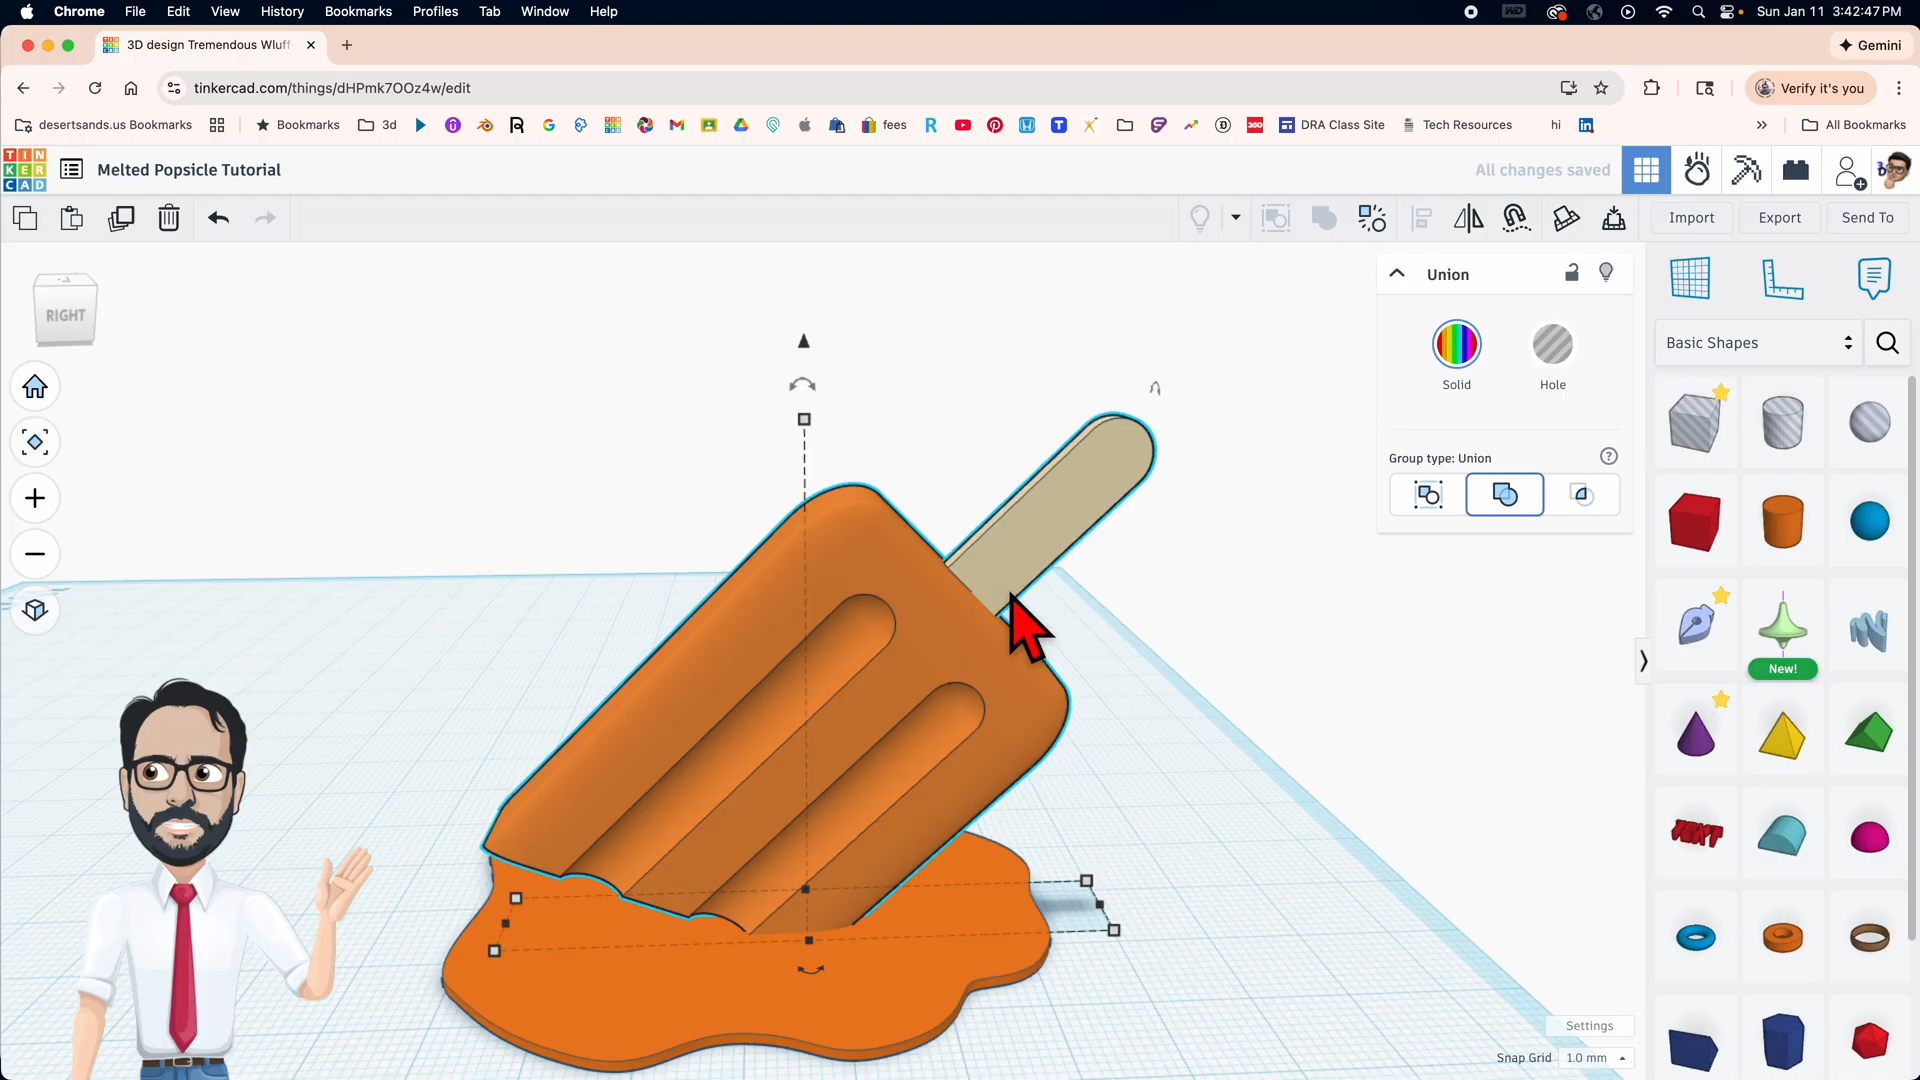 Chrome File Edit View History Bookmarks Profiles Tab Window Help
WD
Sun Jan 11 3:42:47 PM
3D design Tremendous Wluff
Gemini
tinkercad.com/things/dHPmk7OOz4w/edit
Verify it's you
desertsands.us Bookmarks
Bookmarks
3d
fees
DRA Class Site
Tech Resources
hi
All Bookmarks
TIN
KER
CAD
Melted Popsicle Tutorial
All changes saved
Import
Export
Send To
RIGHT
Union
Solid
Hole
Group type: Union
Basic Shapes
New!
TEXT
Settings
Snap Grid 1.0 mm